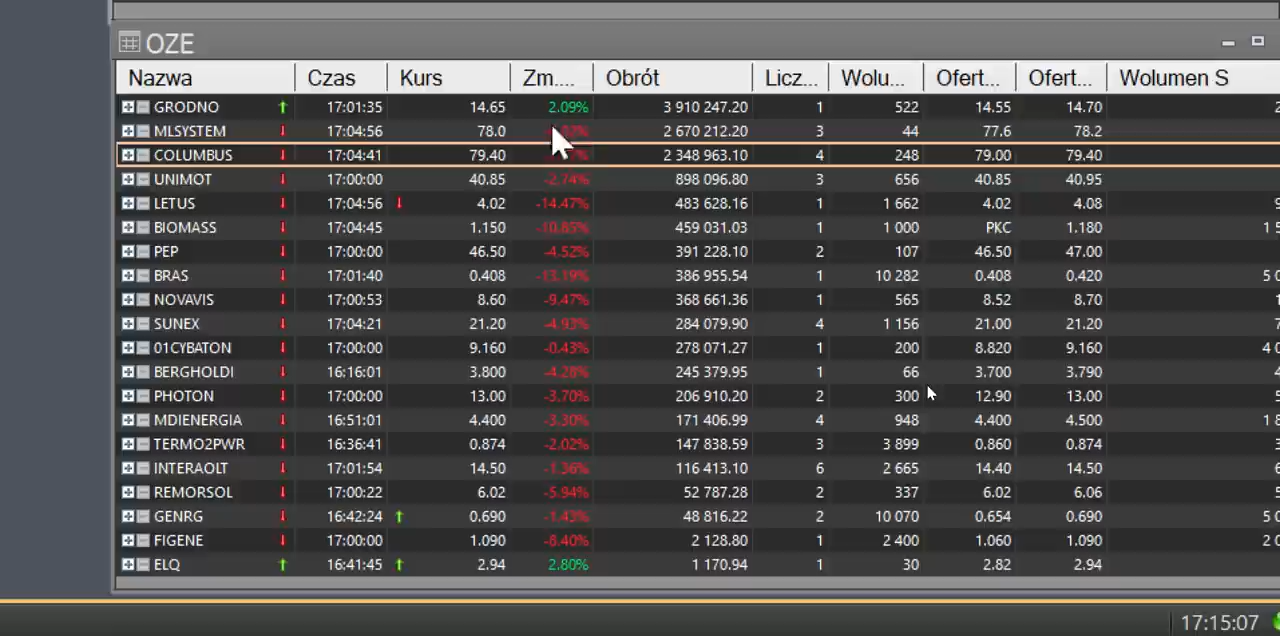 OZE
Nazwa Czas Kurs Zm.... Obrót Licz... Wolu... Ofert... Ofert... Wolumen S
GRODNO 17:01:35 14.65 2.09% 3 910 247.20 1 522 14.55 14.70
MLSYSTEM 17:04:56 78.0 2 670 212.20 3 44 77.6 78.2
COLUMBUS 17:04:41 79.40 2 348 963.10 4 248 79.00 79.40
UNIMOT 17:00:00 40.85 -2.74% 898 096.80 3 656 40.85 40.95
LETUS 17:04:56 4.02 -14.47% 483 628.16 1 1 662 4.02 4.08
BIOMASS 17:04:45 1.150 -10.85% 459 031.03 1 1 000 PKC 1.180
PEP 17:00:00 46.50 -4.52% 391 228.10 2 107 46.50 47.00
BRAS 17:01:40 0.408 -13.19% 386 955.54 1 10 282 0.408 0.420
NOVAVIS 17:00:53 8.60 -9.47% 368 661.36 1 565 8.52 8.70
SUNEX 17:04:21 21.20 -4.93% 284 079.90 4 1 156 21.00 21.20
01CYBATON 17:00:00 9.160 -0.43% 278 071.27 1 200 8.820 9.160
BERGHOLDI 16:16:01 3.800 -4.28% 245 379.95 1 66 3.700 3.790
PHOTON 17:00:00 13.00 -3.70% 206 910.20 2 300 12.90 13.00
MDIENERGIA 16:51:01 4.400 -3.30% 171 406.99 4 948 4.400 4.500
TERMO2PWR 16:36:41 0.874 -2.02% 147 838.59 3 3 899 0.860 0.874
INTERAOLT 17:01:54 14.50 -1.36% 116 413.10 6 2 665 14.40 14.50
REMORSOL 17:00:22 6.02 -5.94% 52 787.28 2 337 6.02 6.06
GENRG 16:42:24 0.690 -1.43% 48 816.22 2 10 070 0.654 0.690
FIGENE 17:00:00 1.090 -8.40% 2 128.80 1 2 400 1.060 1.090
ELQ 16:41:45 2.94 2.80% 1 170.94 1 30 2.82 2.94
17:15:07